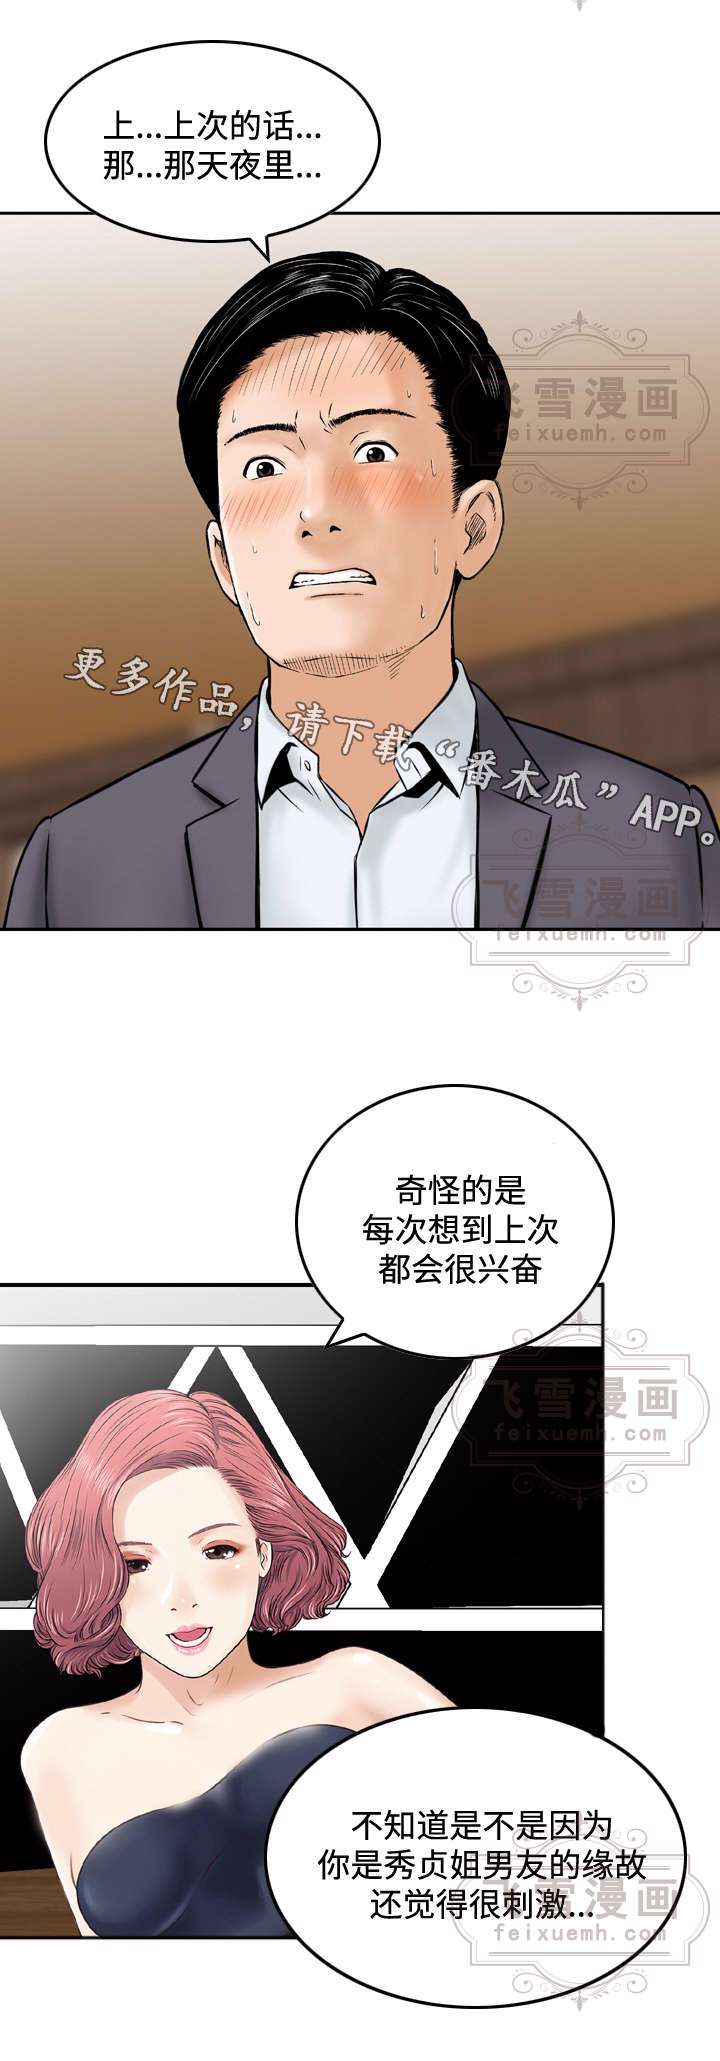 上...上次的话...
那...那天夜里...
飞雪漫画
feixuemh.com
更多作品，请下载“番木瓜”APP。
飞雪漫画
feixuemh.com
奇怪的是
每次想到上次
都会很兴奋
飞雪漫画
feixuemh.com
不知道是不是因为
你是秀贞姐男友的缘故
还觉得很刺激...
飞雪漫画
feixuemh.com